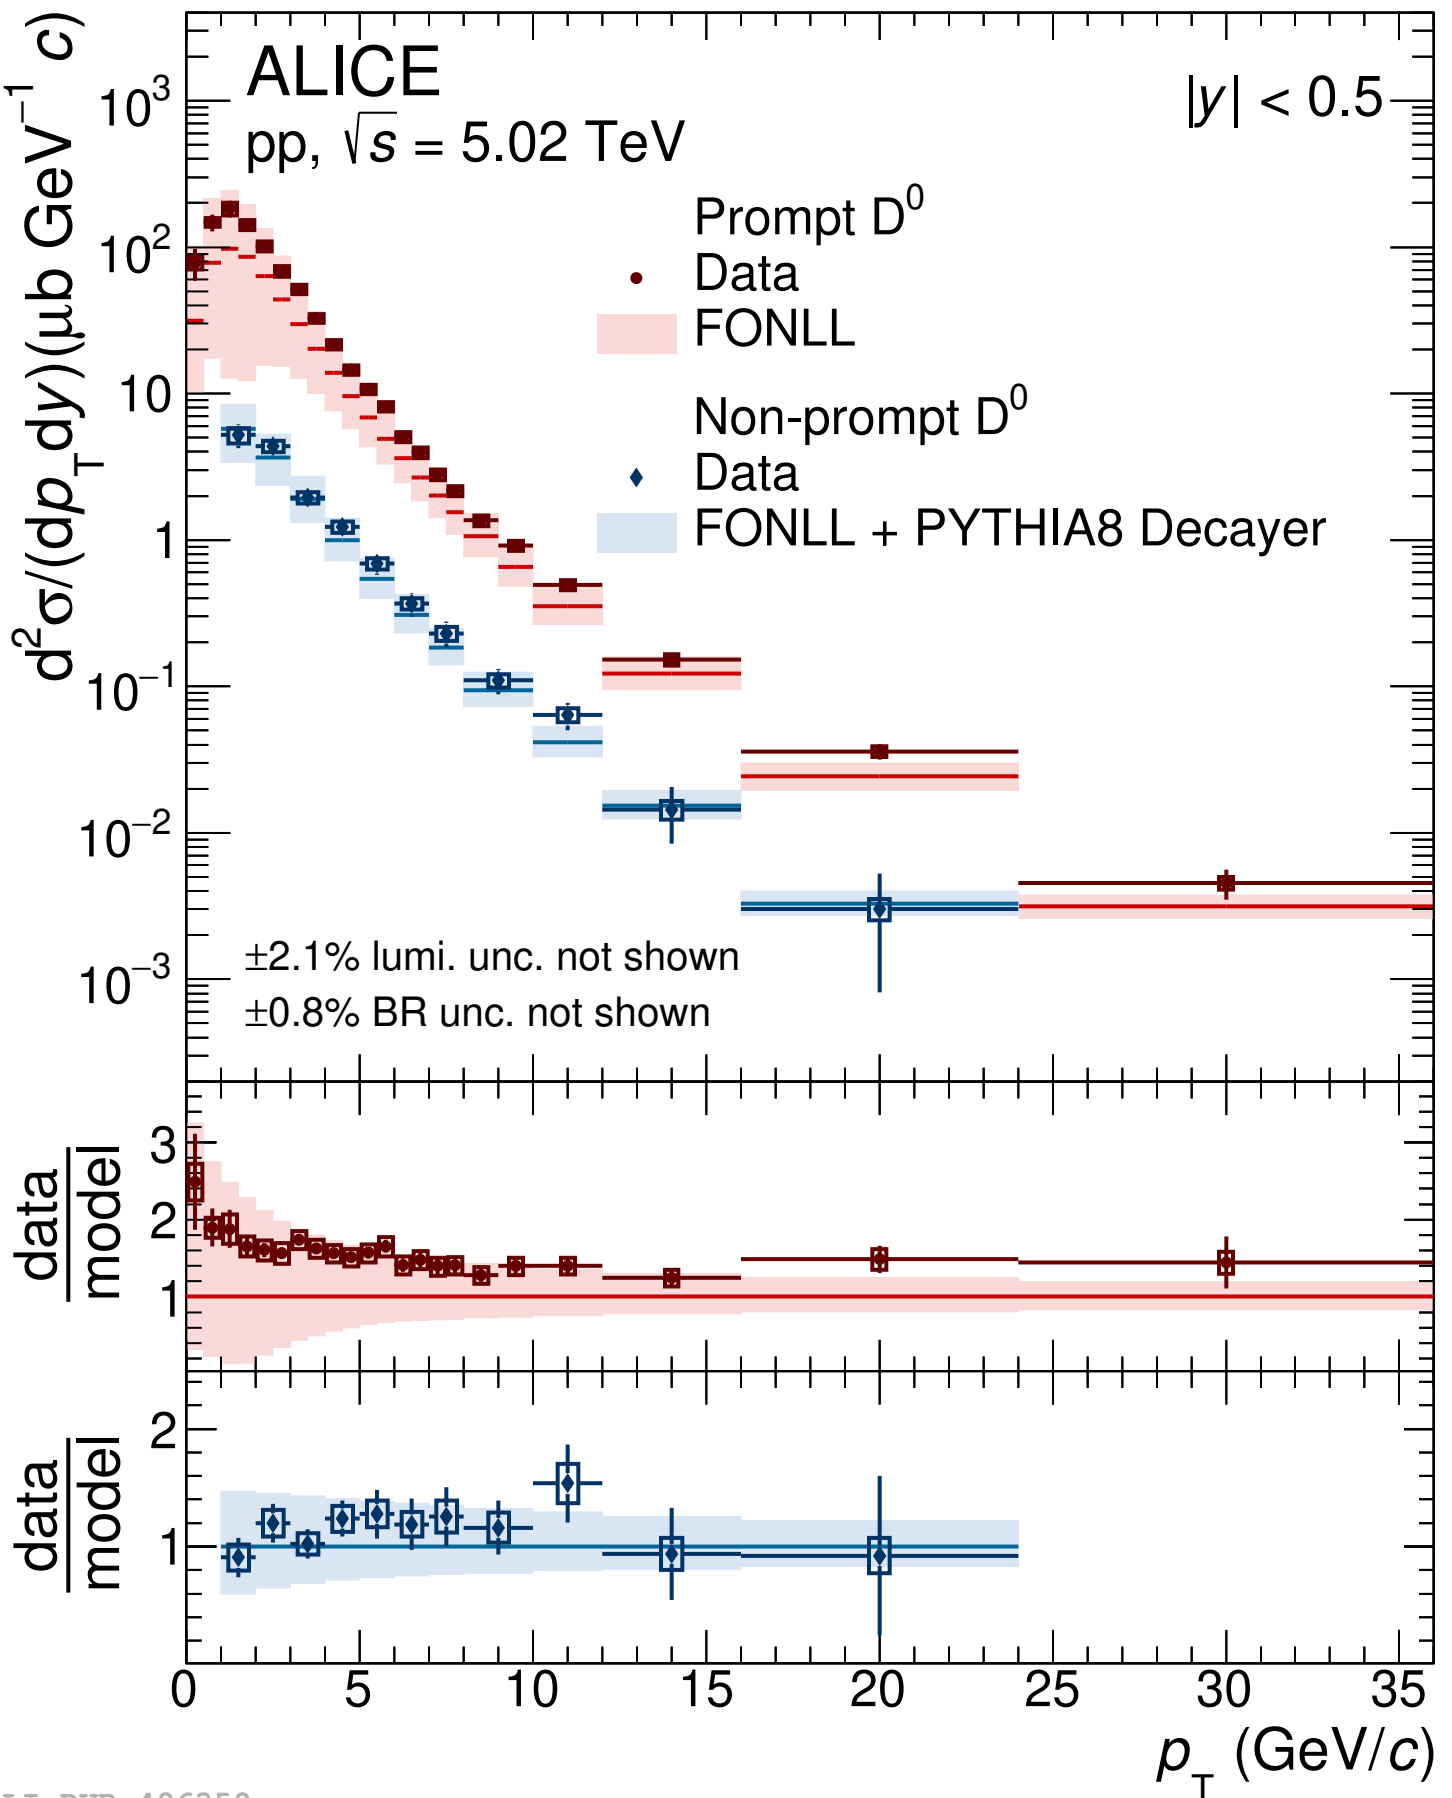 d²σ/(dp_T dy)(μb GeV⁻¹ c)
ALICE
|y| < 0.5
pp, √s = 5.02 TeV
Prompt D⁰
Data
FONLL
Non-prompt D⁰
Data
FONLL + PYTHIA8 Decayer
±2.1% lumi. unc. not shown
±0.8% BR unc. not shown
10³
10²
10
1
10⁻¹
10⁻²
10⁻³
data
model
3
2
1
data
model
2
1
0 5 10 15 20 25 30 35
p_T (GeV/c)